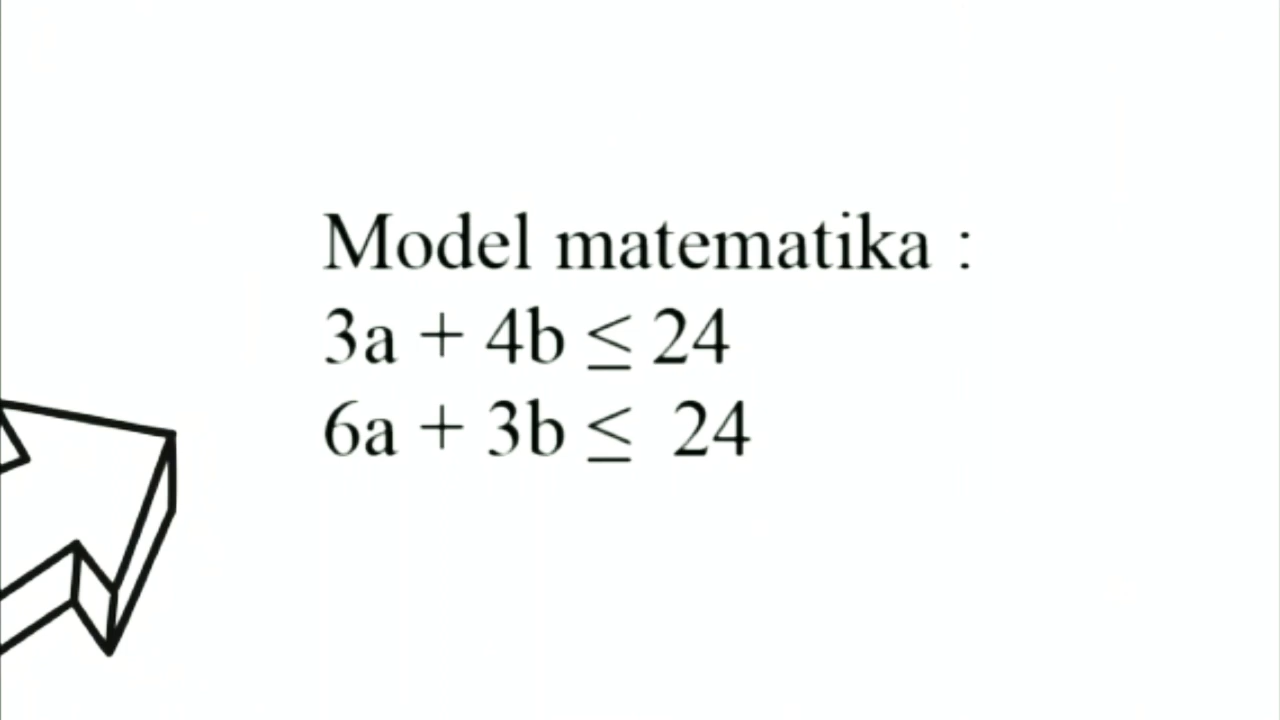 Model matematika :
3a + 4b ≤ 24
6a + 3b ≤ 24